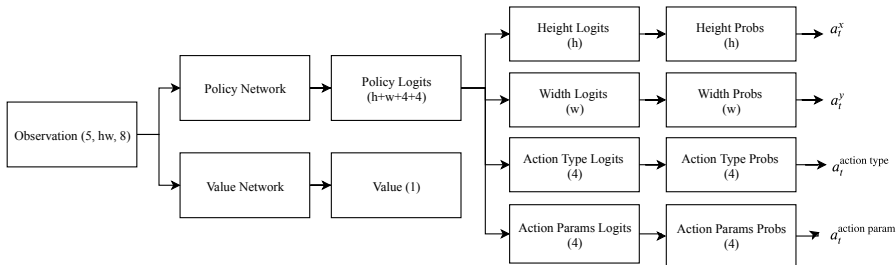 Observation (5, hw, 8)
Policy Network
Value Network
Policy Logits
(h+w+4+4)
Value (1)
Height Logits
(h)
Height Probs
(h)
a_t^x
Width Logits
(w)
Width Probs
(w)
a_t^y
Action Type Logits
(4)
Action Type Probs
(4)
a_t^action type
Action Params Logits
(4)
Action Params Probs
(4)
a_t^action param